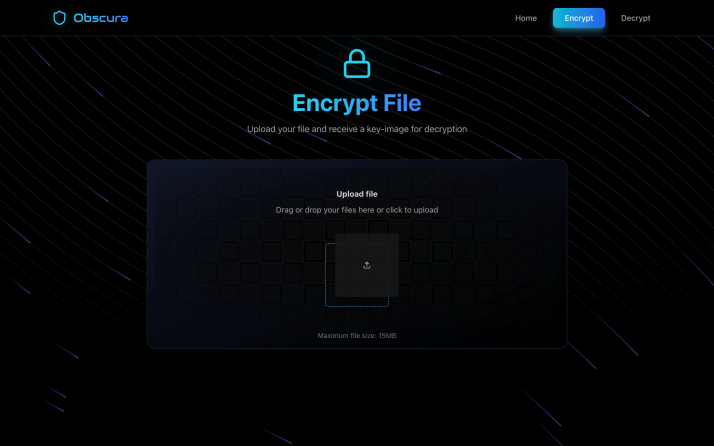 Obscura
Home
Encrypt
Decrypt
Encrypt File
Upload your file and receive a key-image for decryption
Upload file
Drag or drop your files here or click to upload
Maximum file size: 15MB